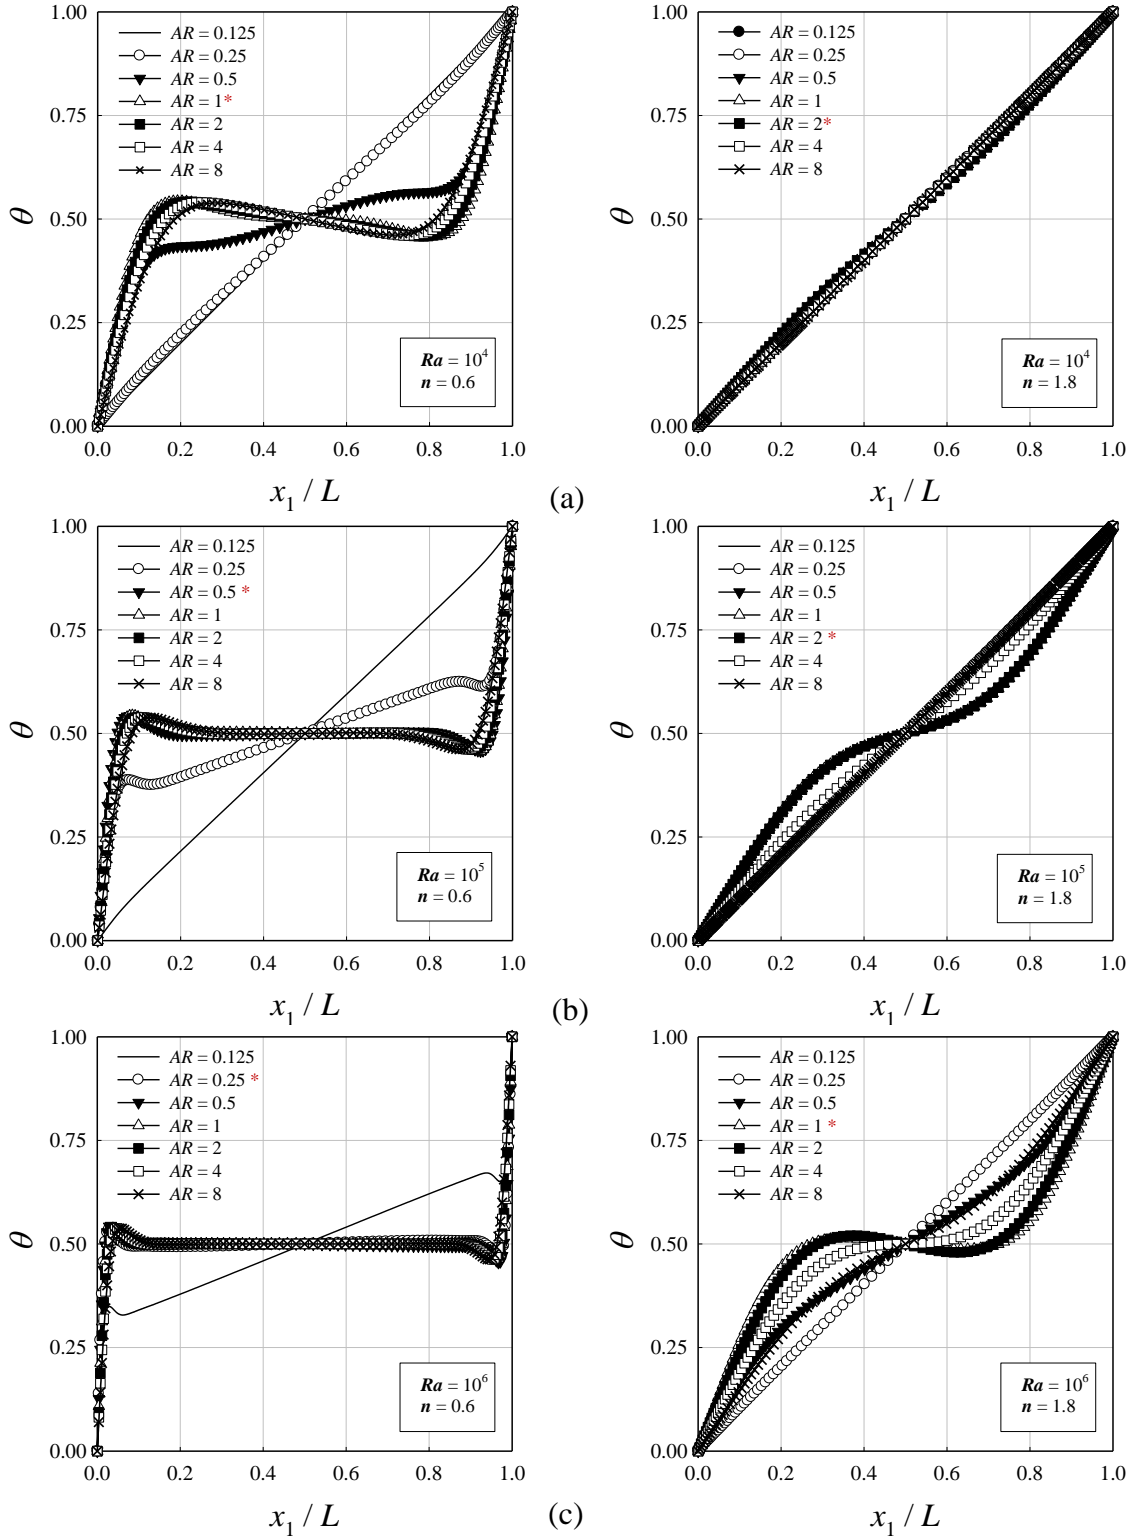 1.00
0.75
0.50
0.25
0.00
θ
AR = 0.125
AR = 0.25
AR = 0.5
AR = 1*
AR = 2
AR = 4
AR = 8
Ra = 10^4
n = 0.6
0.0 0.2 0.4 0.6 0.8 1.0
x_1 / L
1.00
0.75
0.50
0.25
0.00
θ
AR = 0.125
AR = 0.25
AR = 0.5
AR = 1
AR = 2*
AR = 4
AR = 8
Ra = 10^4
n = 1.8
0.0 0.2 0.4 0.6 0.8 1.0
x_1 / L
(a)
1.00
0.75
0.50
0.25
0.00
θ
AR = 0.125
AR = 0.25
AR = 0.5 *
AR = 1
AR = 2
AR = 4
AR = 8
Ra = 10^5
n = 0.6
0.0 0.2 0.4 0.6 0.8 1.0
x_1 / L
1.00
0.75
0.50
0.25
0.00
θ
AR = 0.125
AR = 0.25
AR = 0.5
AR = 1
AR = 2 *
AR = 4
AR = 8
Ra = 10^5
n = 1.8
0.0 0.2 0.4 0.6 0.8 1.0
x_1 / L
(b)
1.00
0.75
0.50
0.25
0.00
θ
AR = 0.125
AR = 0.25 *
AR = 0.5
AR = 1
AR = 2
AR = 4
AR = 8
Ra = 10^6
n = 0.6
0.0 0.2 0.4 0.6 0.8 1.0
x_1 / L
1.00
0.75
0.50
0.25
0.00
θ
AR = 0.125
AR = 0.25
AR = 0.5
AR = 1 *
AR = 2
AR = 4
AR = 8
Ra = 10^6
n = 1.8
0.0 0.2 0.4 0.6 0.8 1.0
x_1 / L
(c)